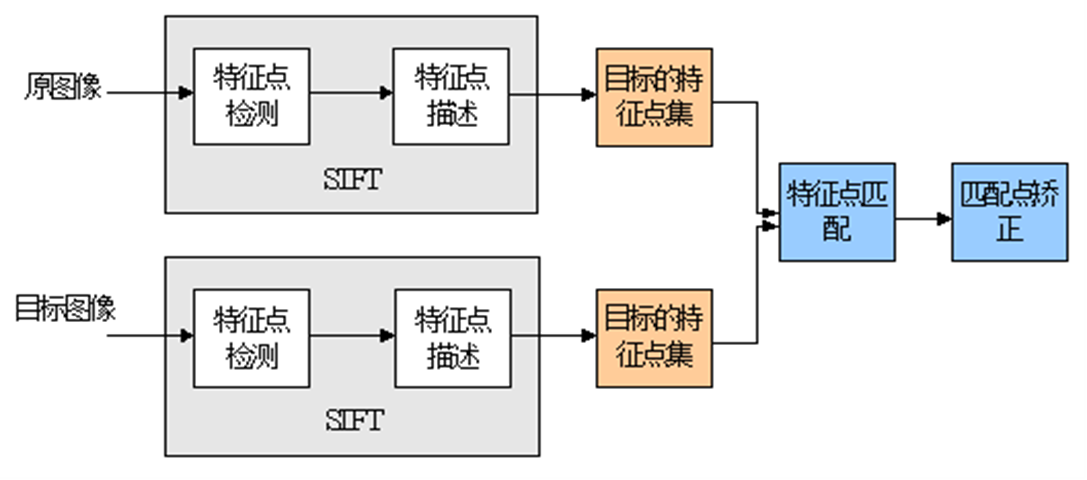 原图像
特征点
检测
特征点
描述
SIFT
目标的特
征点集
目标图像
特征点
检测
特征点
描述
SIFT
目标的特
征点集
特征点匹
配
匹配点矫
正